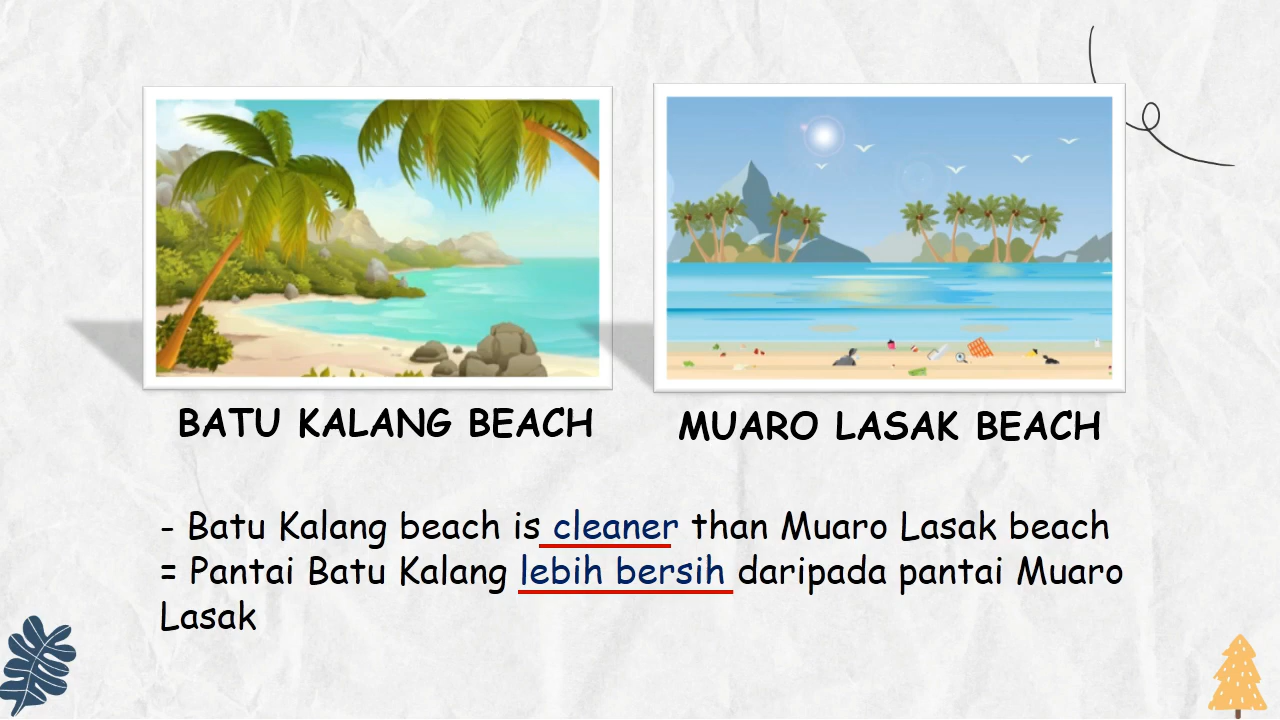 BATU KALANG BEACH
MUARO LASAK BEACH
- Batu Kalang beach is cleaner than Muaro Lasak beach
= Pantai Batu Kalang lebih bersih daripada pantai Muaro
Lasak